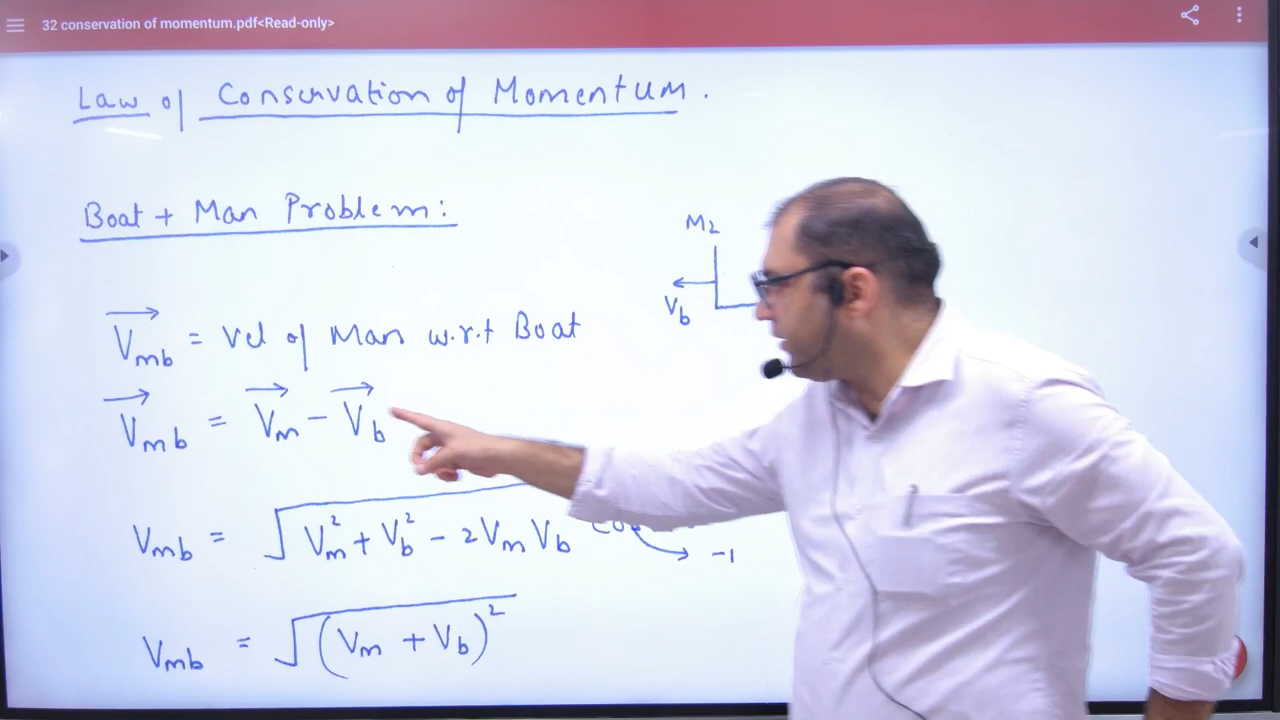 32 conservation of momentum.pdf<Read-only>
Law of Conservation of Momentum.
Boat + Man Problem:
M2
Vb
Vmb = Vel of Man w.r.t Boat
Vmb = Vm - Vb
Vmb = √Vm² + Vb² - 2VmVb
-1
Vmb = √(Vm + Vb)²